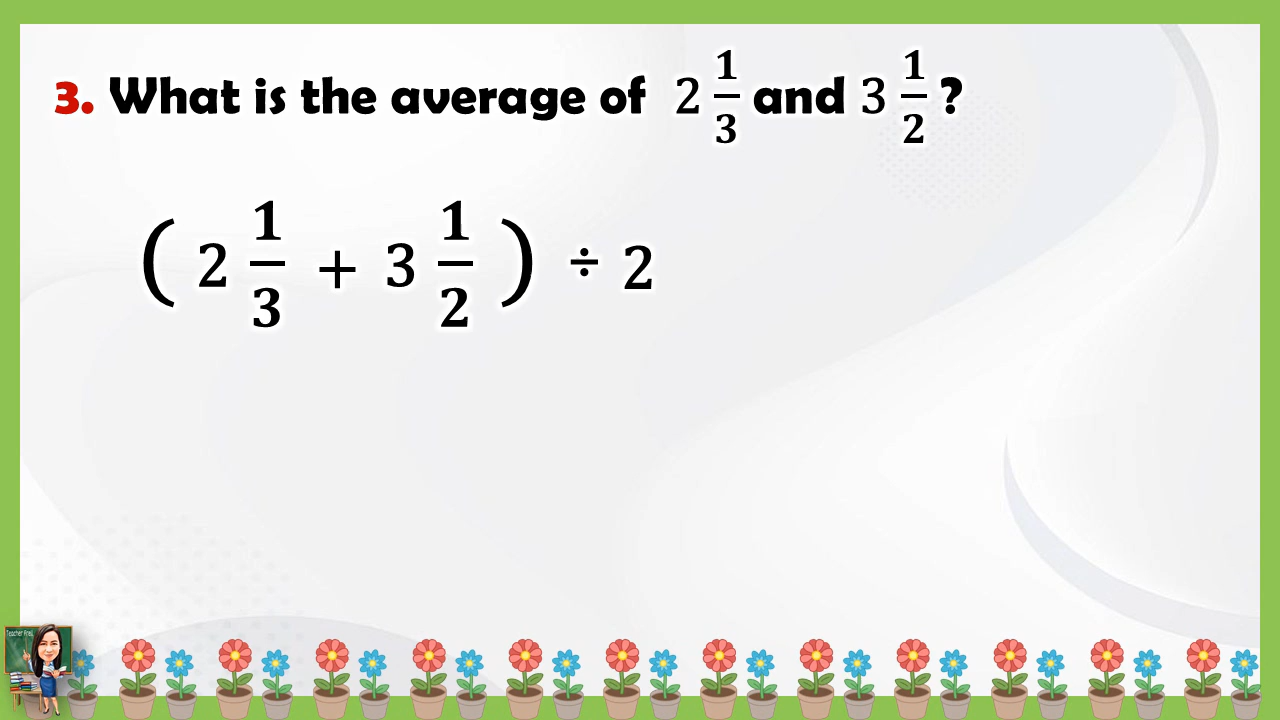 3. What is the average of 2 1/3 and 3 1/2 ?
( 2 1/3 + 3 1/2 ) ÷ 2